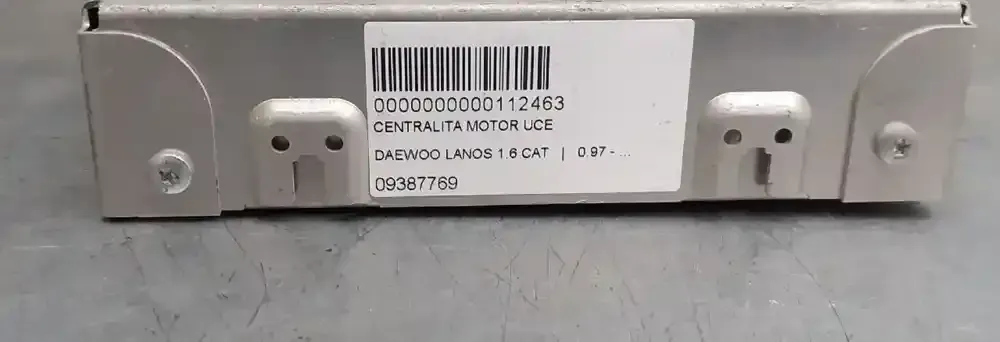 0000000000112463
CENTRALITA MOTOR UCE
DAEWOO LANOS 1.6 CAT | 0.97 - ...
09387769